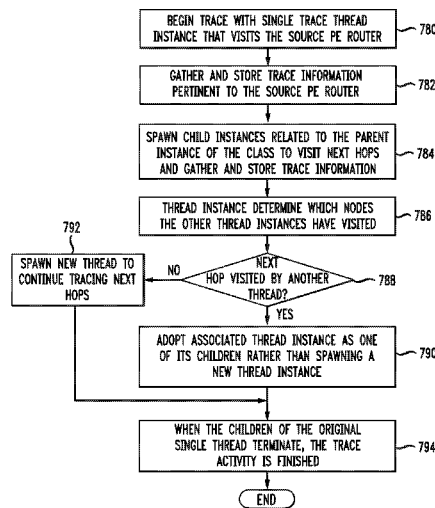 BEGIN TRACE WITH SINGLE TRACE THREAD
INSTANCE THAT VISITS THE SOURCE PE ROUTER
780
GATHER AND STORE TRACE INFORMATION
PERTINENT TO THE SOURCE PE ROUTER
782
SPAWN CHILD INSTANCES RELATED TO THE PARENT
INSTANCE OF THE CLASS TO VISIT NEXT HOPS
AND GATHER AND STORE TRACE INFORMATION
784
THREAD INSTANCE DETERMINE WHICH NODES
THE OTHER THREAD INSTANCES HAVE VISITED
786
792
SPAWN NEW THREAD TO
CONTINUE TRACING NEXT
HOPS
NO
NEXT
HOP VISITED BY ANOTHER
THREAD?
788
YES
ADOPT ASSOCIATED THREAD INSTANCE AS ONE
OF ITS CHILDREN RATHER THAN SPAWNING A
NEW THREAD INSTANCE
790
WHEN THE CHILDREN OF THE ORIGINAL
SINGLE THREAD TERMINATE, THE TRACE
ACTIVITY IS FINISHED
794
END